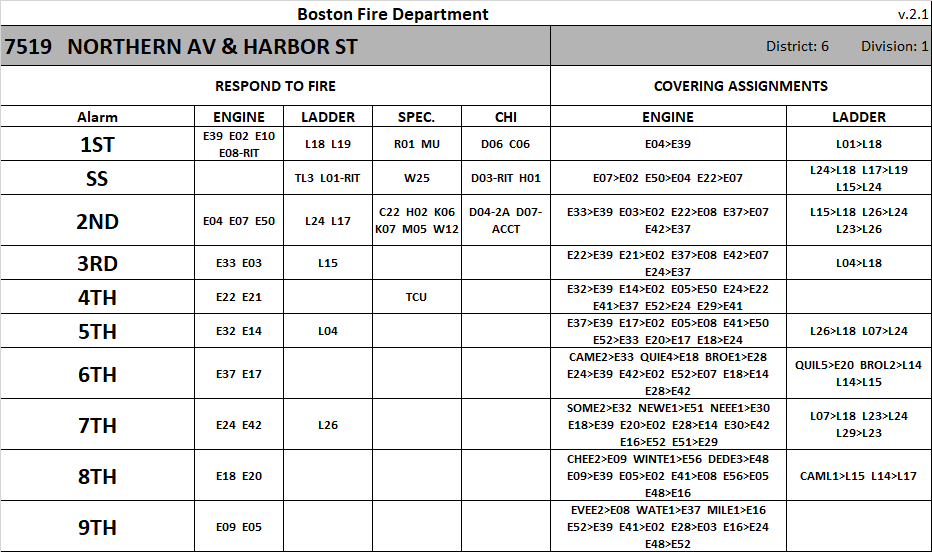 Boston Fire Department v.2.1
7519 NORTHERN AV & HARBOR ST District: 6 Division: 1
RESPOND TO FIRE COVERING ASSIGNMENTS
Alarm ENGINE LADDER SPEC. CHI ENGINE LADDER
1ST
E39 E02 E10
E08-RIT
L18 L19
R01 MU
D06 C06
E04>E39
L01>L18
SS
TL3 L01-RIT
W25
D03-RIT H01
E07>E02 E50>E04 E22>E07
L24>L18 L17>L19
L15>L24
2ND
E04 E07 E50
L24 L17
C22 H02 K06
K07 M05 W12
D04-2A D07-
ACCT
E33>E39 E03>E02 E22>E08 E37>E07
E42>E37
L15>L18 L26>L24
L23>L26
3RD
E33 E03
L15
E22>E39 E21>E02 E37>E08 E42>E07
E24>E37
L04>L18
4TH
E22 E21
TCU
E32>E39 E14>E02 E05>E50 E24>E22
E41>E37 E52>E24 E29>E41
5TH
E32 E14
L04
E37>E39 E17>E02 E05>E08 E41>E50
E52>E33 E20>E17 E18>E24
L26>L18 L07>L24
6TH
E37 E17
CAME2>E33 QUIE4>E18 BROE1>E28
E24>E39 E42>E02 E52>E07 E18>E14
E28>E42
QUIL5>E20 BROL2>L14
L14>L15
7TH
E24 E42
L26
SOME2>E32 NEWE1>E51 NEEE1>E30
E18>E39 E20>E02 E28>E14 E30>E42
E16>E52 E51>E29
L07>L18 L23>L24
L29>L23
8TH
E18 E20
CHEE2>E09 WINTE1>E56 DEDE3>E48
E09>E39 E05>E02 E41>E08 E56>E05
E48>E16
CAML1>L15 L14>L17
9TH
E09 E05
EVEE2>E08 WATE1>E37 MILE1>E16
E52>E39 E41>E02 E28>E03 E16>E24
E48>E52